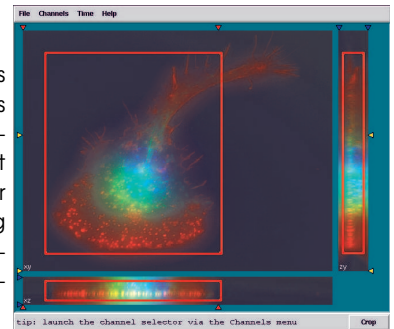 File Channels Time Help
s
s
–
t
r
g
–
–
xy
zy
xz
tip: launch the channel selector via the Channels menu Crop